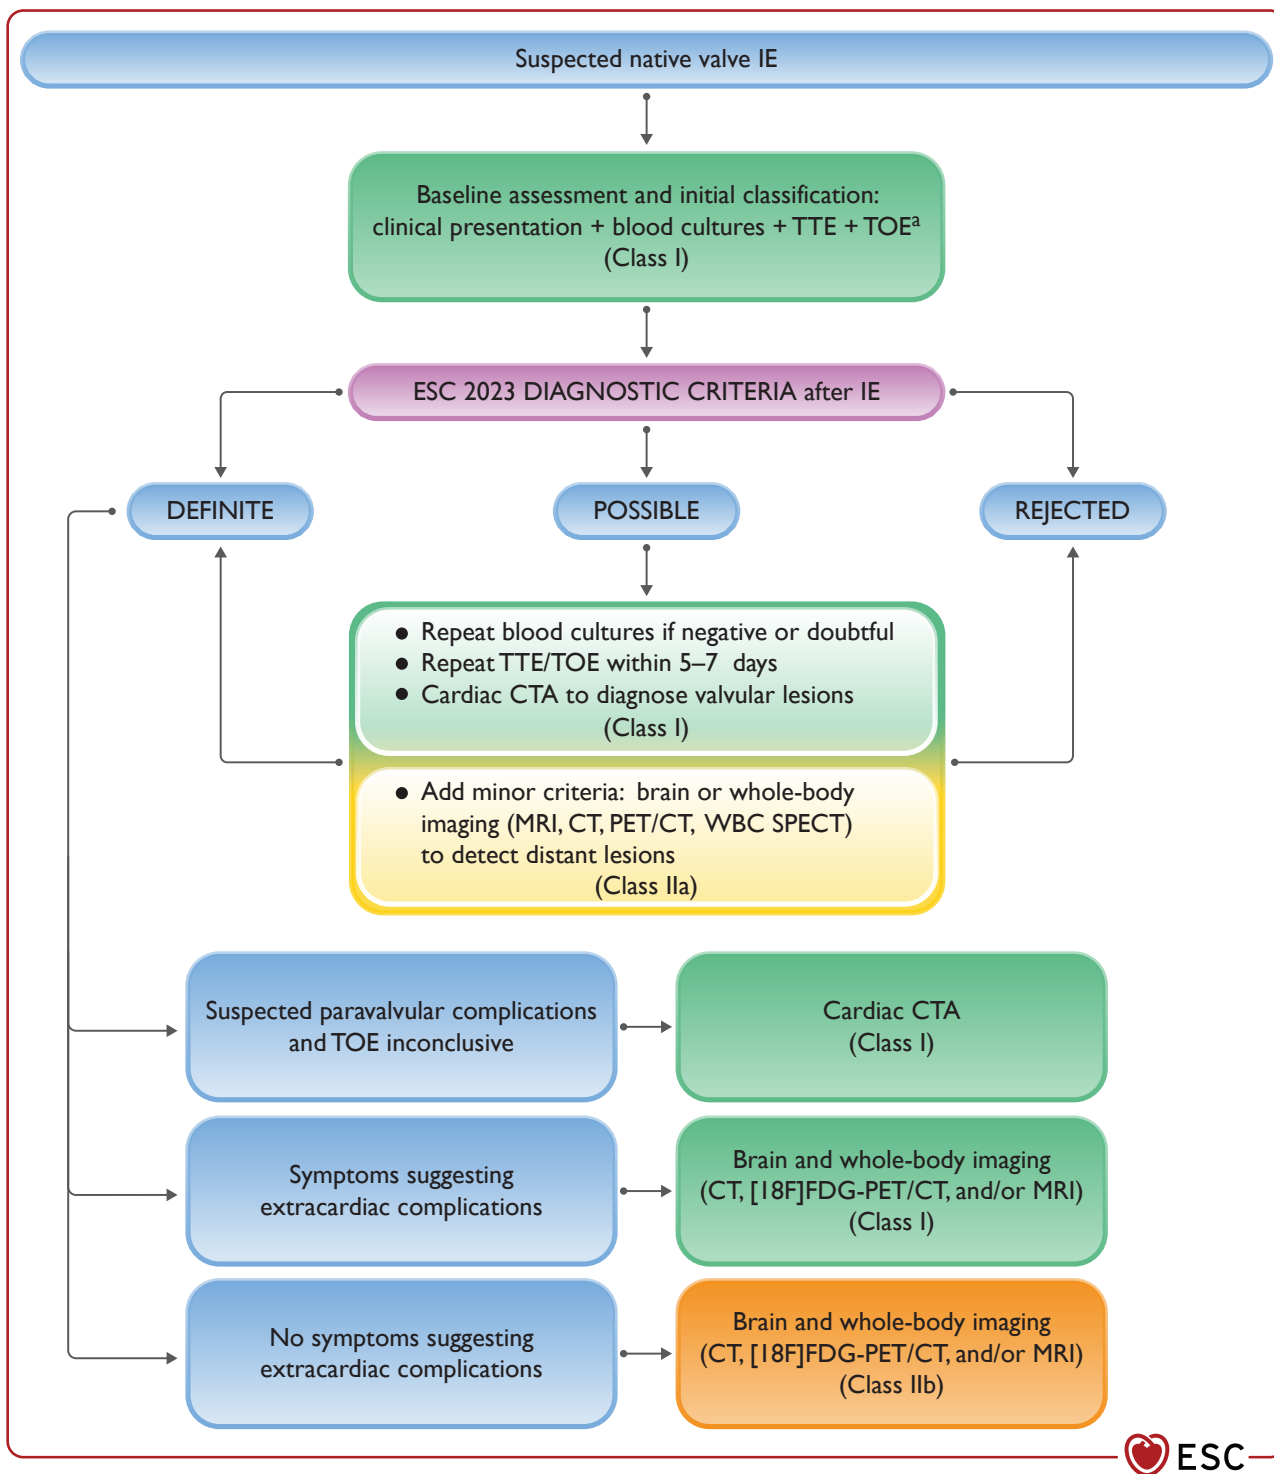 Suspected native valve IE
Baseline assessment and initial classification:
clinical presentation + blood cultures + TTE + TOEᵃ
(Class I)
ESC 2023 DIAGNOSTIC CRITERIA after IE
DEFINITE
POSSIBLE
REJECTED
● Repeat blood cultures if negative or doubtful
● Repeat TTE/TOE within 5–7 days
● Cardiac CTA to diagnose valvular lesions
(Class I)
● Add minor criteria: brain or whole-body
imaging (MRI, CT, PET/CT, WBC SPECT)
to detect distant lesions
(Class IIa)
Suspected paravalvular complications
and TOE inconclusive
Cardiac CTA
(Class I)
Symptoms suggesting
extracardiac complications
Brain and whole-body imaging
(CT, [18F]FDG-PET/CT, and/or MRI)
(Class I)
No symptoms suggesting
extracardiac complications
Brain and whole-body imaging
(CT, [18F]FDG-PET/CT, and/or MRI)
(Class IIb)
ESC